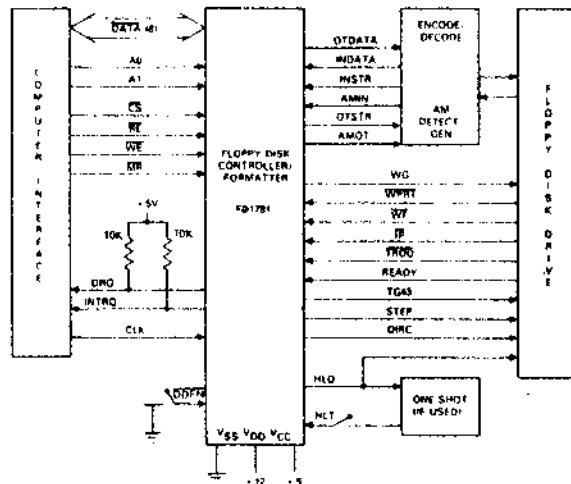 DATA (8)
A0
A1
CS
RE
WE
MR
COMPUTER INTERFACE
+5V
10K
10K
DRQ
INTRQ
CLK
DDEN
FLOPPY DISK
CONTROLLER/
FORMATTER
FD1781
VSS VDD VCC
+12
+5
OTDATA
INDATA
INSTR
AMIN
OTSTR
AMOT
ENCODE/
DECODE
AM
DETECT
GEN
WG
WPRT
WF
IP
TR00
READY
TG43
STEP
DIRC
HLD
HLT
ONE SHOT
(IF USED)
FLOPPY DISK DRIVE